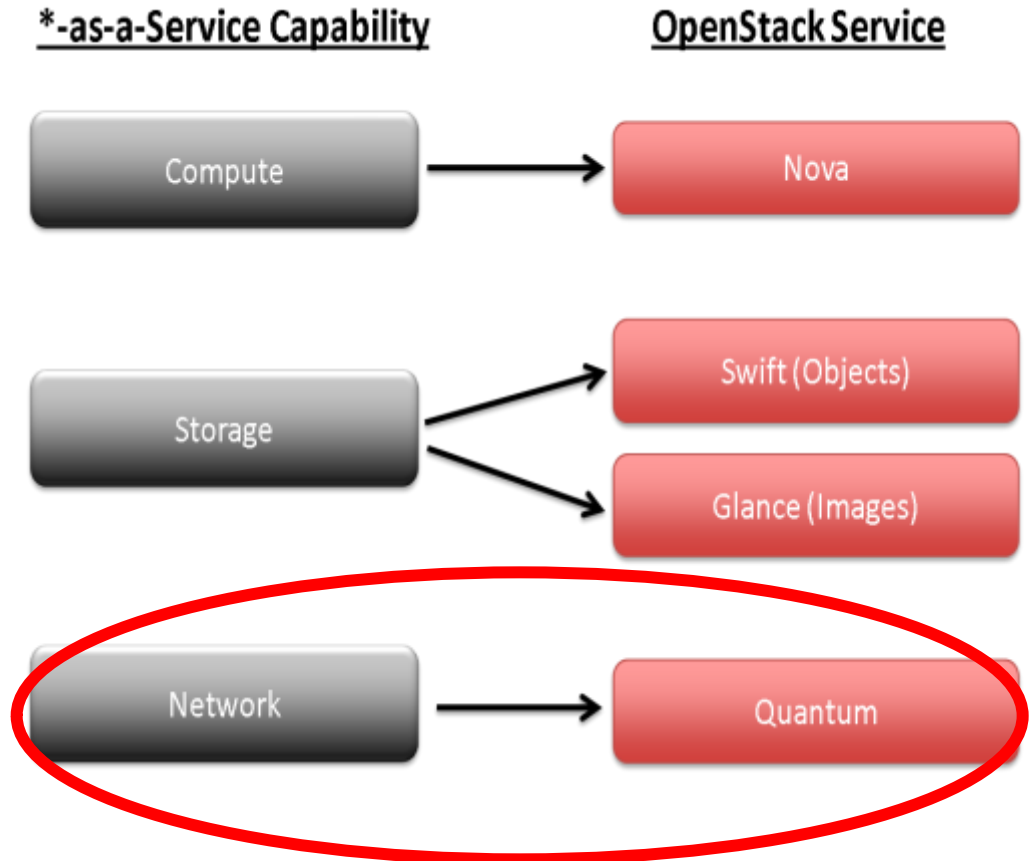 *-as-a-Service Capability
OpenStack Service
Compute
Nova
Storage
Swift (Objects)
Glance (Images)
Network
Quantum